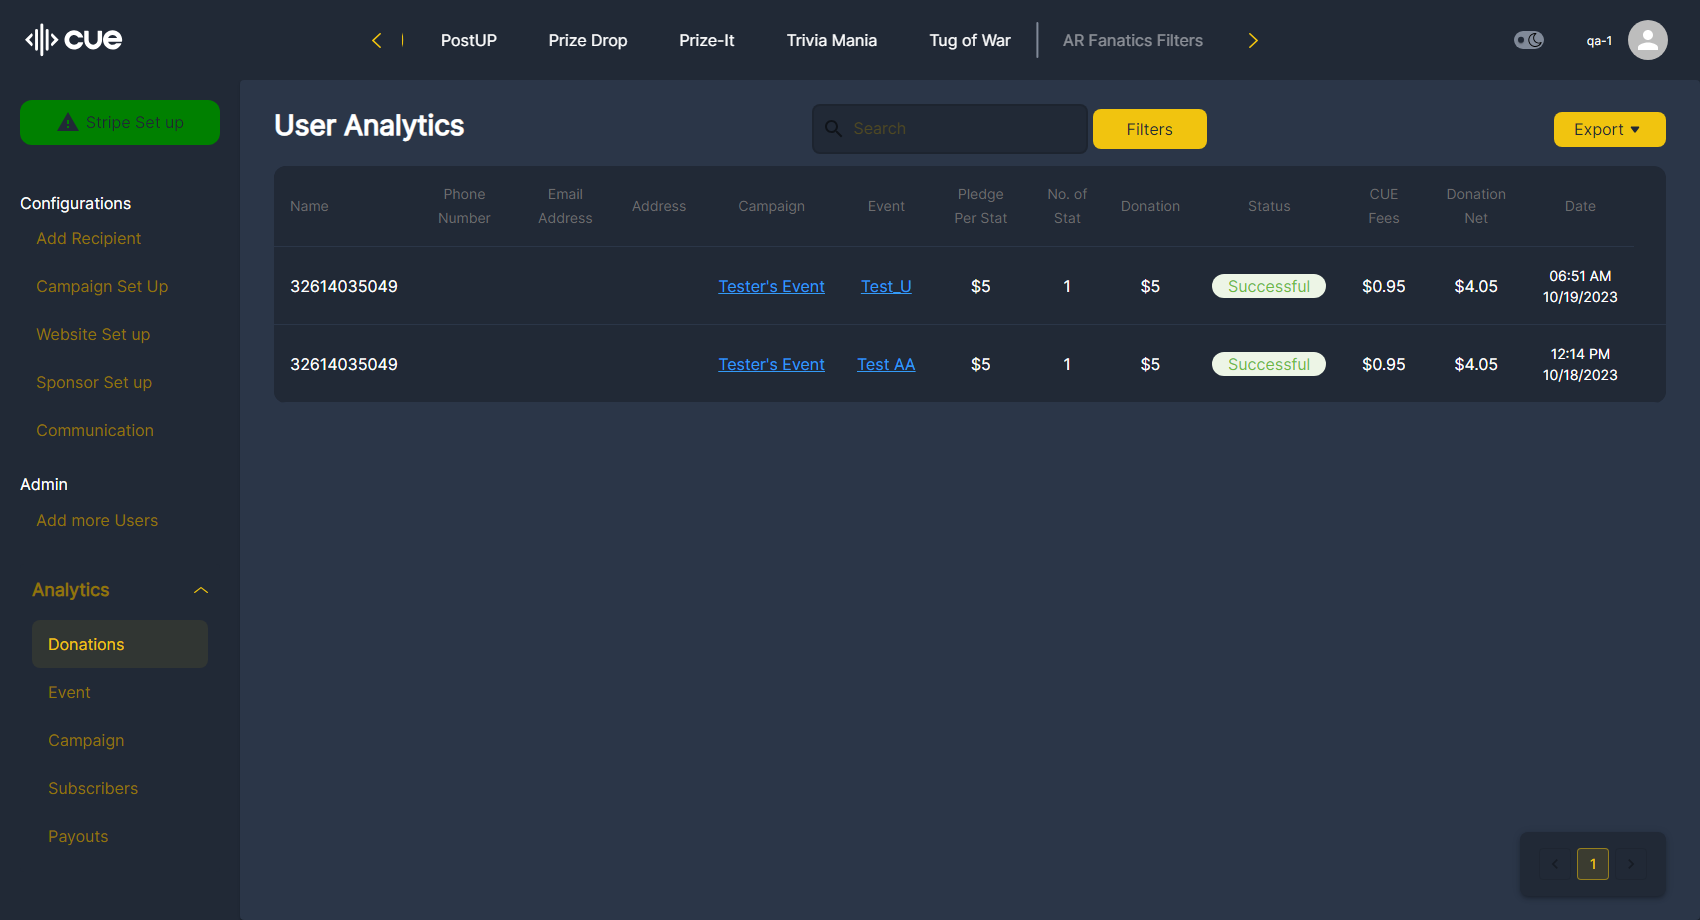 cue
PostUP
Prize Drop
Prize-It
Trivia Mania
Tug of War
AR Fanatics Filters
qa-1
Stripe Set up
Configurations
Add Recipient
Campaign Set Up
Website Set up
Sponsor Set up
Communication
Admin
Add more Users
Analytics
Donations
Event
Campaign
Subscribers
Payouts
User Analytics
Search
Filters
Export
Name
Phone
Number
Email
Address
Address
Campaign
Event
Pledge
Per Stat
No. of
Stat
Donation
Status
CUE
Fees
Donation
Net
Date
32614035049
Tester's Event
Test_U
$5
1
$5
Successful
$0.95
$4.05
06:51 AM
10/19/2023
32614035049
Tester's Event
Test AA
$5
1
$5
Successful
$0.95
$4.05
12:14 PM
10/18/2023
1